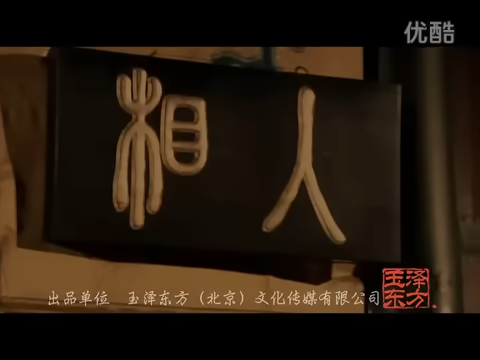 优酷
相人
出品单位 玉泽东方（北京）文化传媒有限公司
玉泽
东方